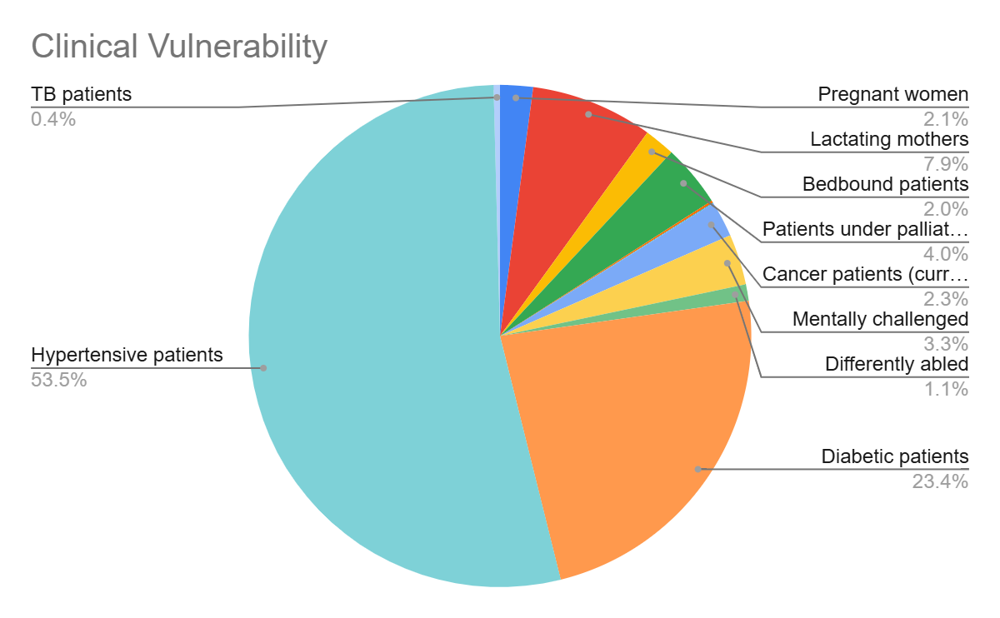 Clinical Vulnerability
TB patients
0.4%
Hypertensive patients
53.5%
Pregnant women
2.1%
Lactating mothers
7.9%
Bedbound patients
2.0%
Patients under palliat…
4.0%
Cancer patients (curr…
2.3%
Mentally challenged
3.3%
Differently abled
1.1%
Diabetic patients
23.4%